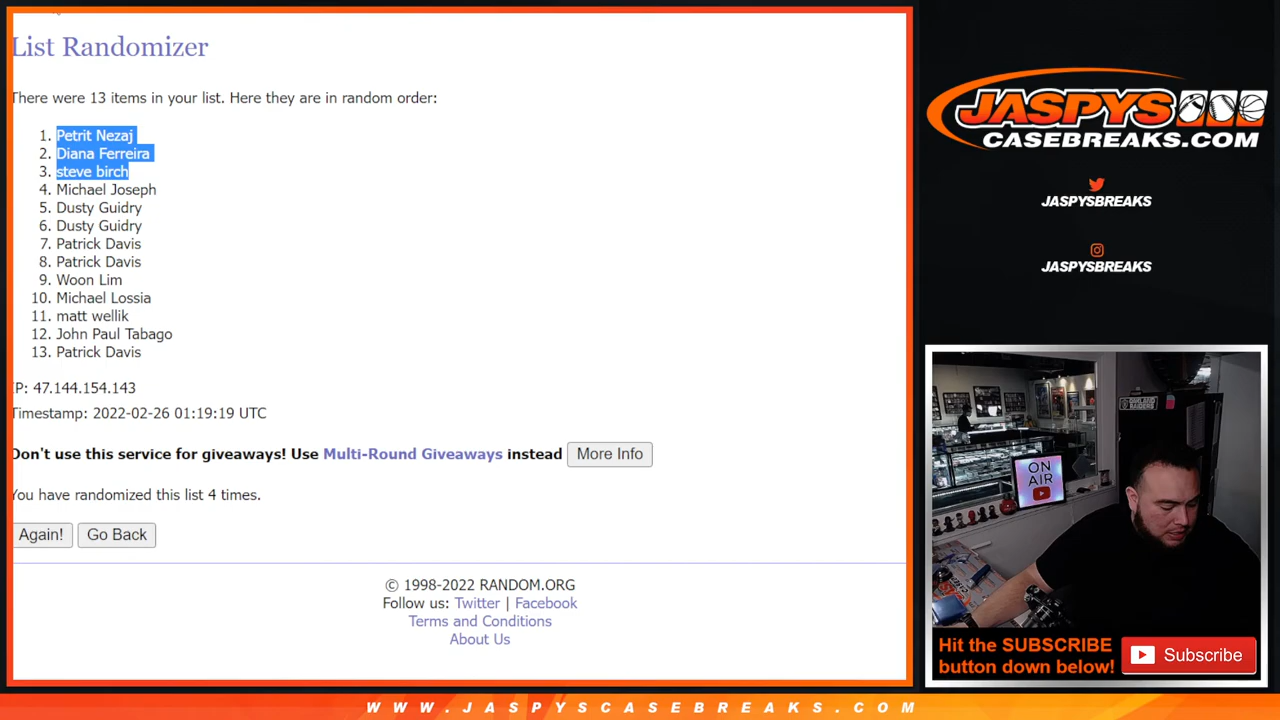 List Randomizer
There were 13 items in your list. Here they are in random order:
1. Petrit Nezaj
2. Diana Ferreira
3. steve birch
4. Michael Joseph
5. Dusty Guidry
6. Dusty Guidry
7. Patrick Davis
8. Patrick Davis
9. Woon Lim
10. Michael Lossia
11. matt wellik
12. John Paul Tabago
13. Patrick Davis
IP: 47.144.154.143
Timestamp: 2022-02-26 01:19:19 UTC
Don't use this service for giveaways! Use Multi-Round Giveaways instead More Info
You have randomized this list 4 times.
Again! Go Back
© 1998-2022 RANDOM.ORG
Follow us: Twitter | Facebook
Terms and Conditions
About Us
JASPYS
CASEBREAKS.COM
JASPYSBREAKS
JASPYSBREAKS
OAKLAND
RAIDERS
ON
AIR
Hit the SUBSCRIBE
button down below!
Subscribe
WWW.JASPYSCASEBREAKS.COM